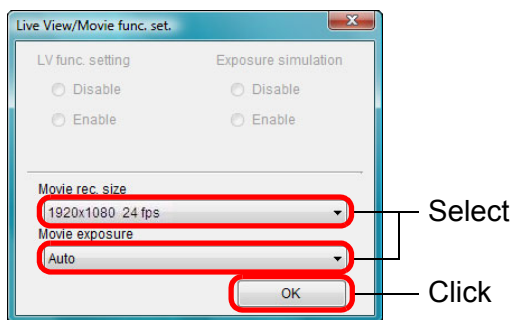 Live View/Movie func. set.
LV func. setting Exposure simulation
Disable Disable
Enable Enable
Movie rec. size
1920x1080 24 fps
Select
Movie exposure
Auto
OK
Click